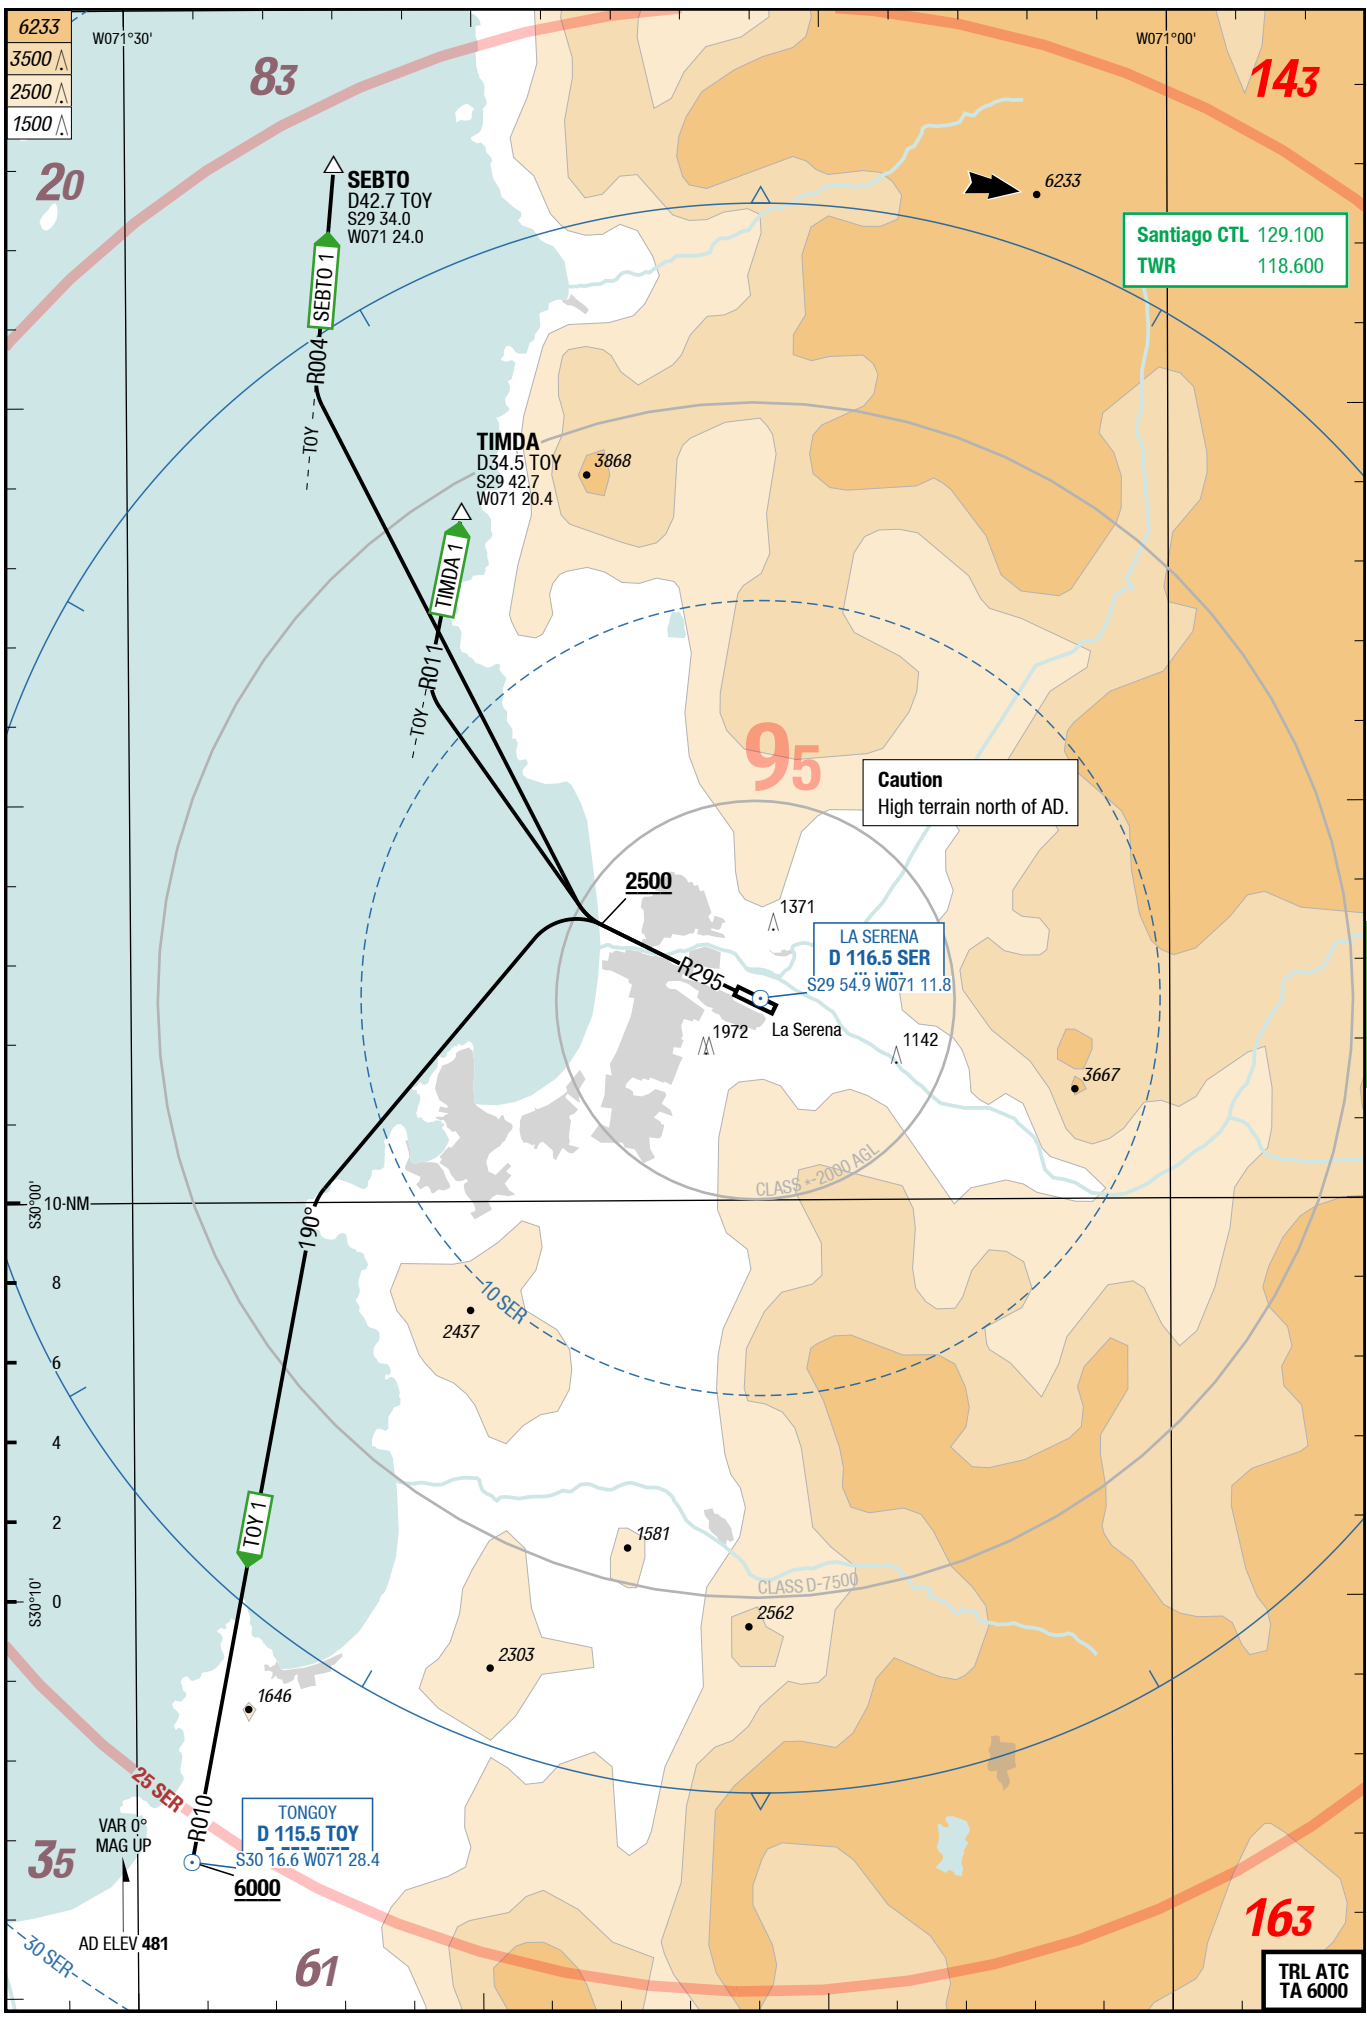 6233
3500
2500
1500
W071°30'
W071°00'
83
143
20
SEBTO
D42.7 TOY
S29 34.0
W071 24.0
6233
Santiago CTL 129.100
TWR 118.600
SEBTO 1
R004
TOY
TIMDA
D34.5 TOY
S29 42.7
W071 20.4
3868
TIMDA 1
R011
TOY
95
Caution
High terrain north of AD.
2500
1371
LA SERENA
D 116.5 SER
S29 54.9 W071 11.8
R295
La Serena
1972
1142
3667
CLASS *-2000 AGL
S30°00'
10 NM
190°
8
10 SER
2437
6
4
TOY 1
2
1581
CLASS D-7500
S30°10'
0
2562
2303
1646
25 SER
R010
TONGOY
D 115.5 TOY
S30 16.6 W071 28.4
VAR 0°
MAG UP
35
6000
163
AD ELEV 481
30 SER
61
TRL ATC
TA 6000